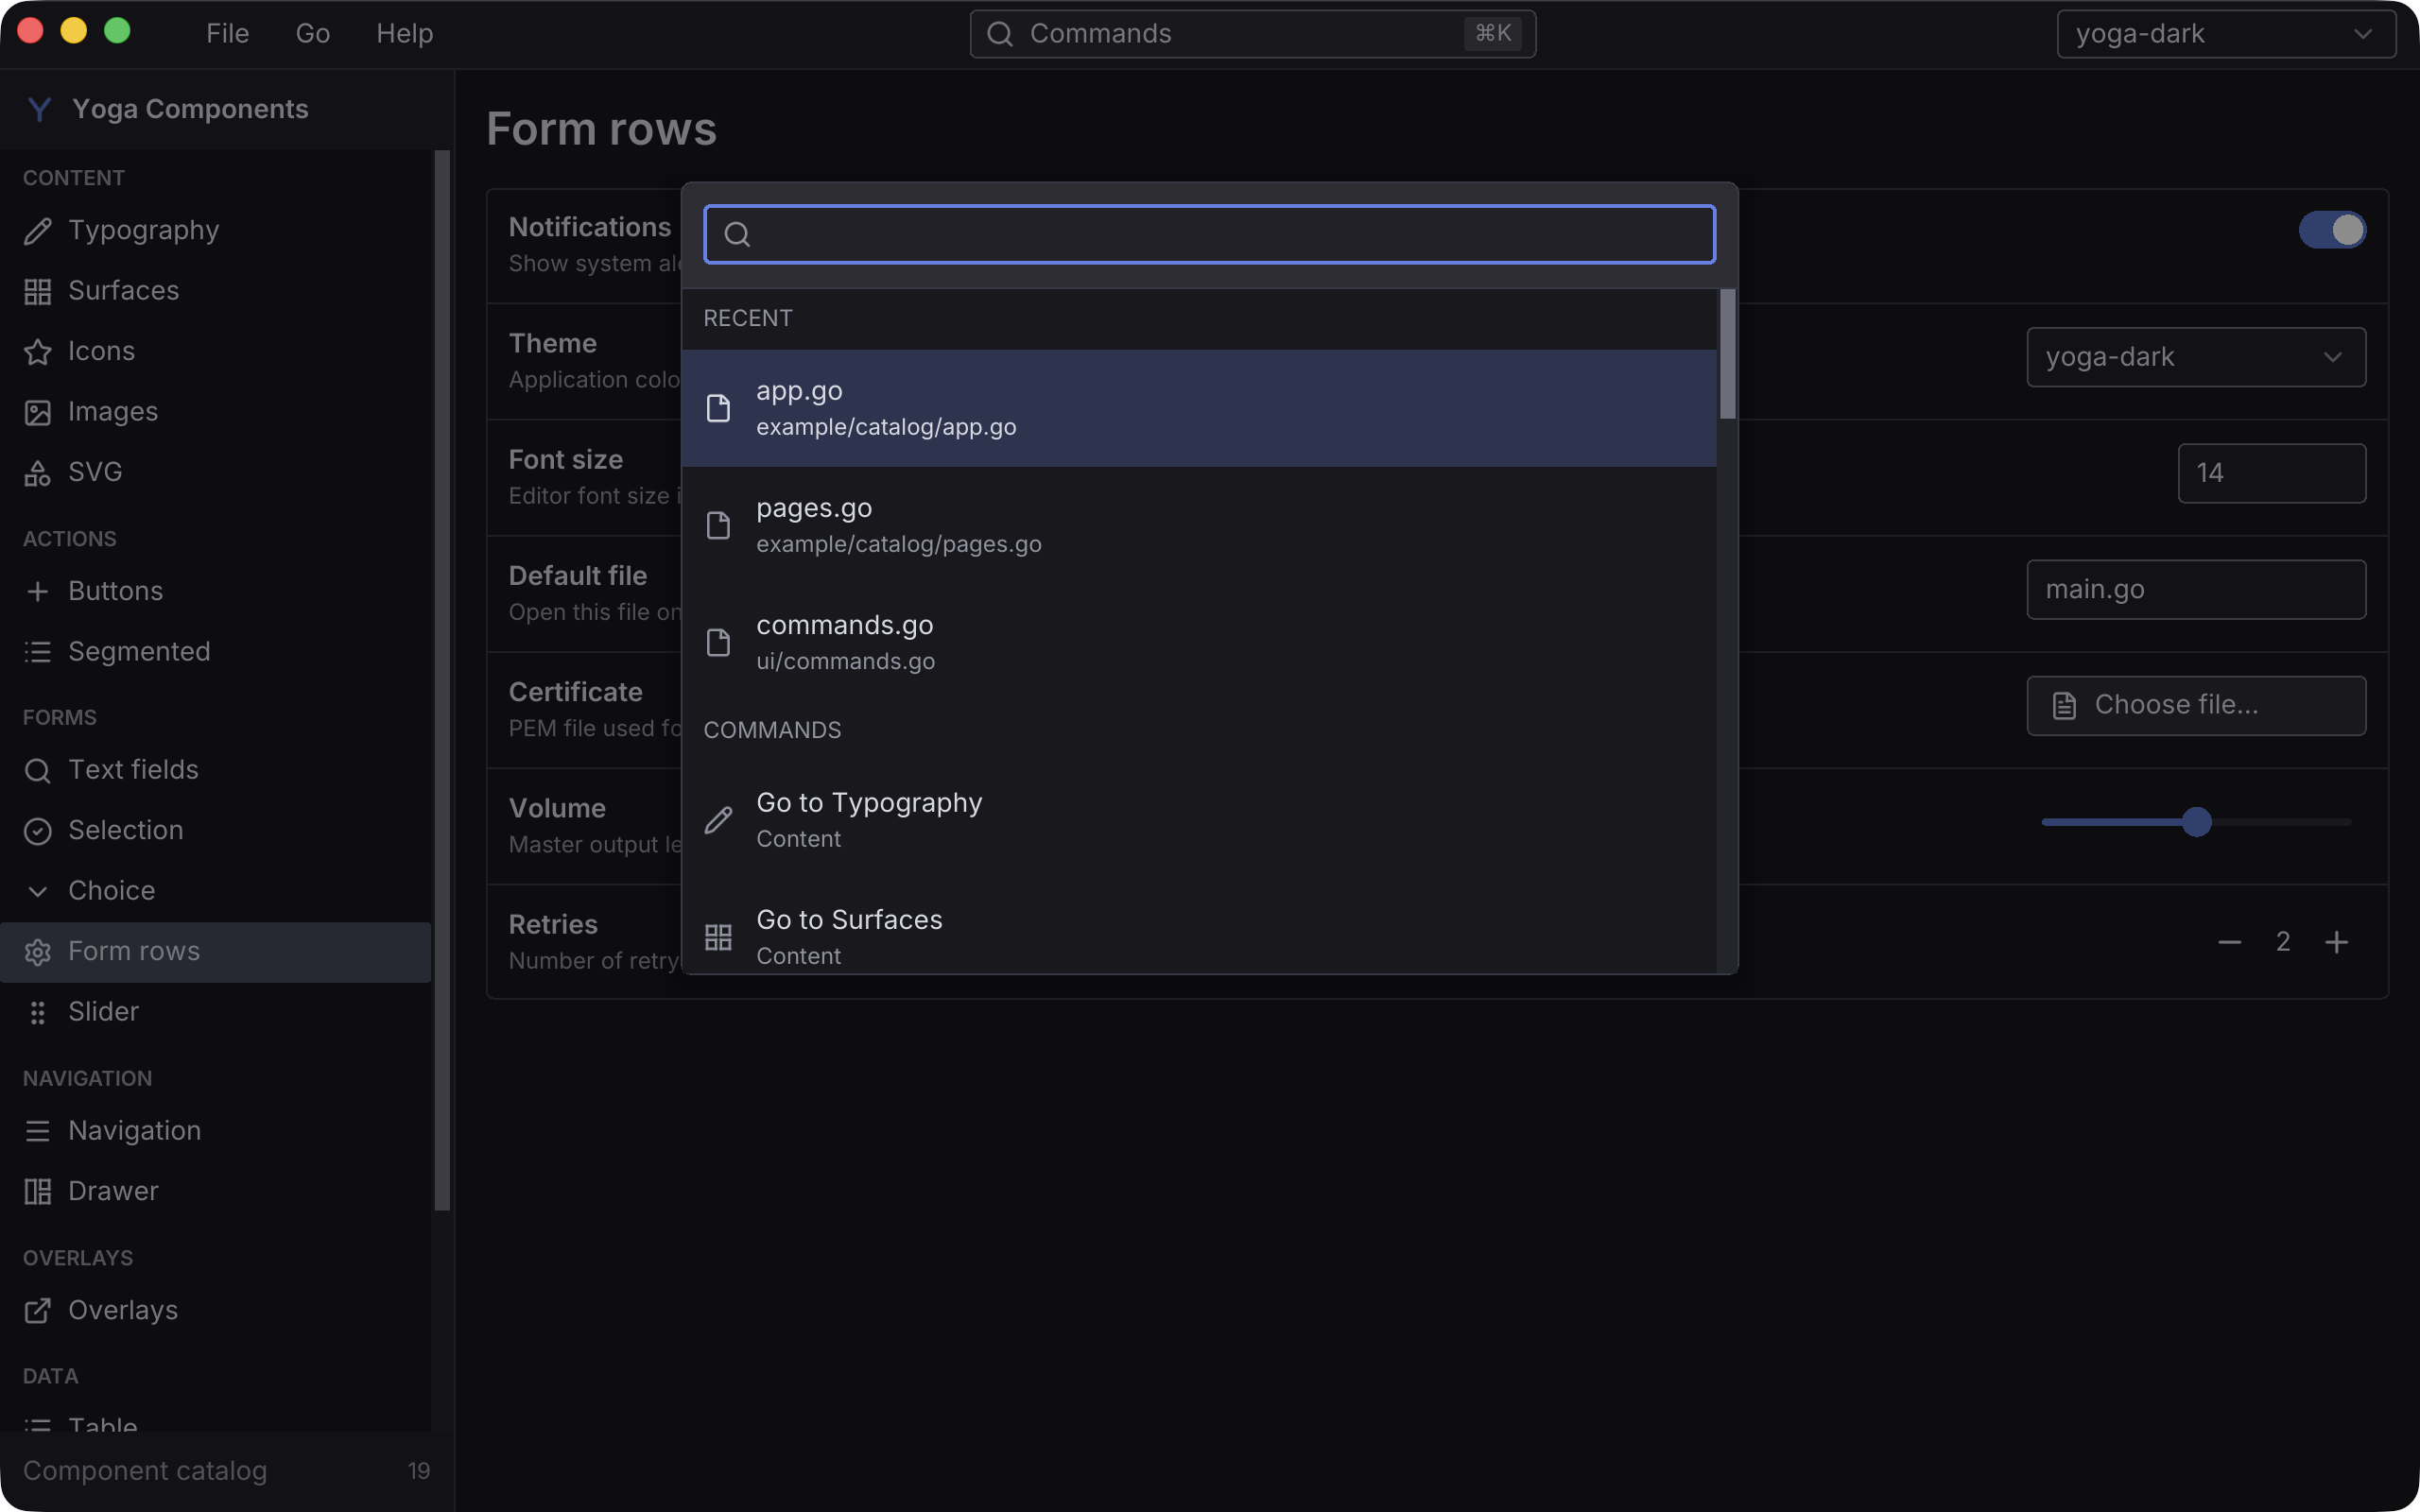 File Go Help
Commands ⌘K
yoga-dark
Yoga Components
CONTENT
Typography
Surfaces
Icons
Images
SVG
ACTIONS
Buttons
Segmented
FORMS
Text fields
Selection
Choice
Form rows
Slider
NAVIGATION
Navigation
Drawer
OVERLAYS
Overlays
DATA
Table
Component catalog 19
Form rows
Notifications
Show system
Theme
yoga-dark
Application
Font size
14
Editor font size
Default file
main.go
Open this file
Certificate
Choose file...
PEM file used
Volume
Master output
Retries
2
Number of retry
RECENT
app.go
example/catalog/app.go
pages.go
example/catalog/pages.go
commands.go
ui/commands.go
COMMANDS
Go to Typography
Content
Go to Surfaces
Content